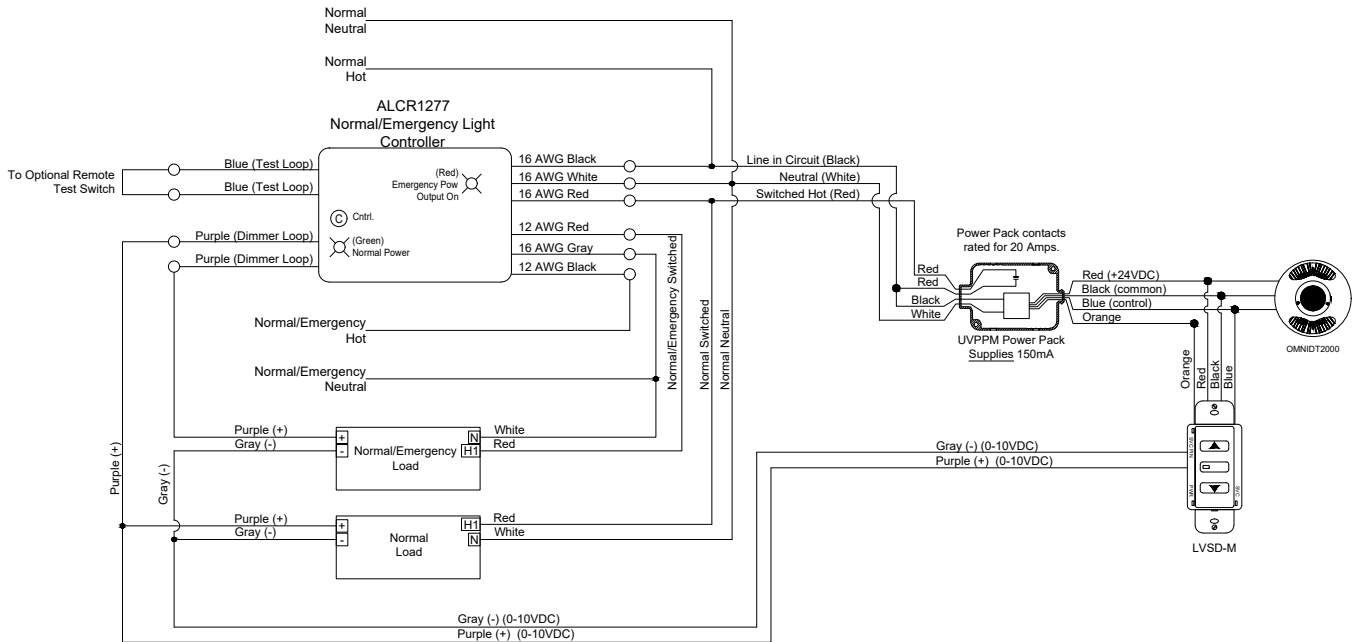 Normal
Neutral
Normal
Hot
ALCR1277
Normal/Emergency Light
Controller
To Optional Remote
Test Switch
Blue (Test Loop)
Blue (Test Loop)
Purple (Dimmer Loop)
Purple (Dimmer Loop)
(Red)
Emergency Pow
Output On
C Cntrl.
(Green)
Normal Power
16 AWG Black
16 AWG White
16 AWG Red
12 AWG Red
16 AWG Gray
12 AWG Black
Line in Circuit (Black)
Neutral (White)
Switched Hot (Red)
Normal/Emergency
Hot
Normal/Emergency
Neutral
Normal/Emergency Switched
Normal Switched
Normal Neutral
Power Pack contacts
rated for 20 Amps.
Red
Red
Black
White
UVPPM Power Pack
Supplies 150mA
Red (+24VDC)
Black (common)
Blue (control)
Orange
OMNIDT2000
Orange
Red
Black
Blue
SVC/RN
PWR
SVC
LVSD-M
Purple (+)
Gray (-)
Purple (+)
Gray (-)
+
-
Normal/Emergency
Load
N
H1
White
Red
Purple (+)
Gray (-)
+
-
Normal
Load
H1
N
Red
White
Gray (-) (0-10VDC)
Purple (+) (0-10VDC)
Gray (-) (0-10VDC)
Purple (+) (0-10VDC)